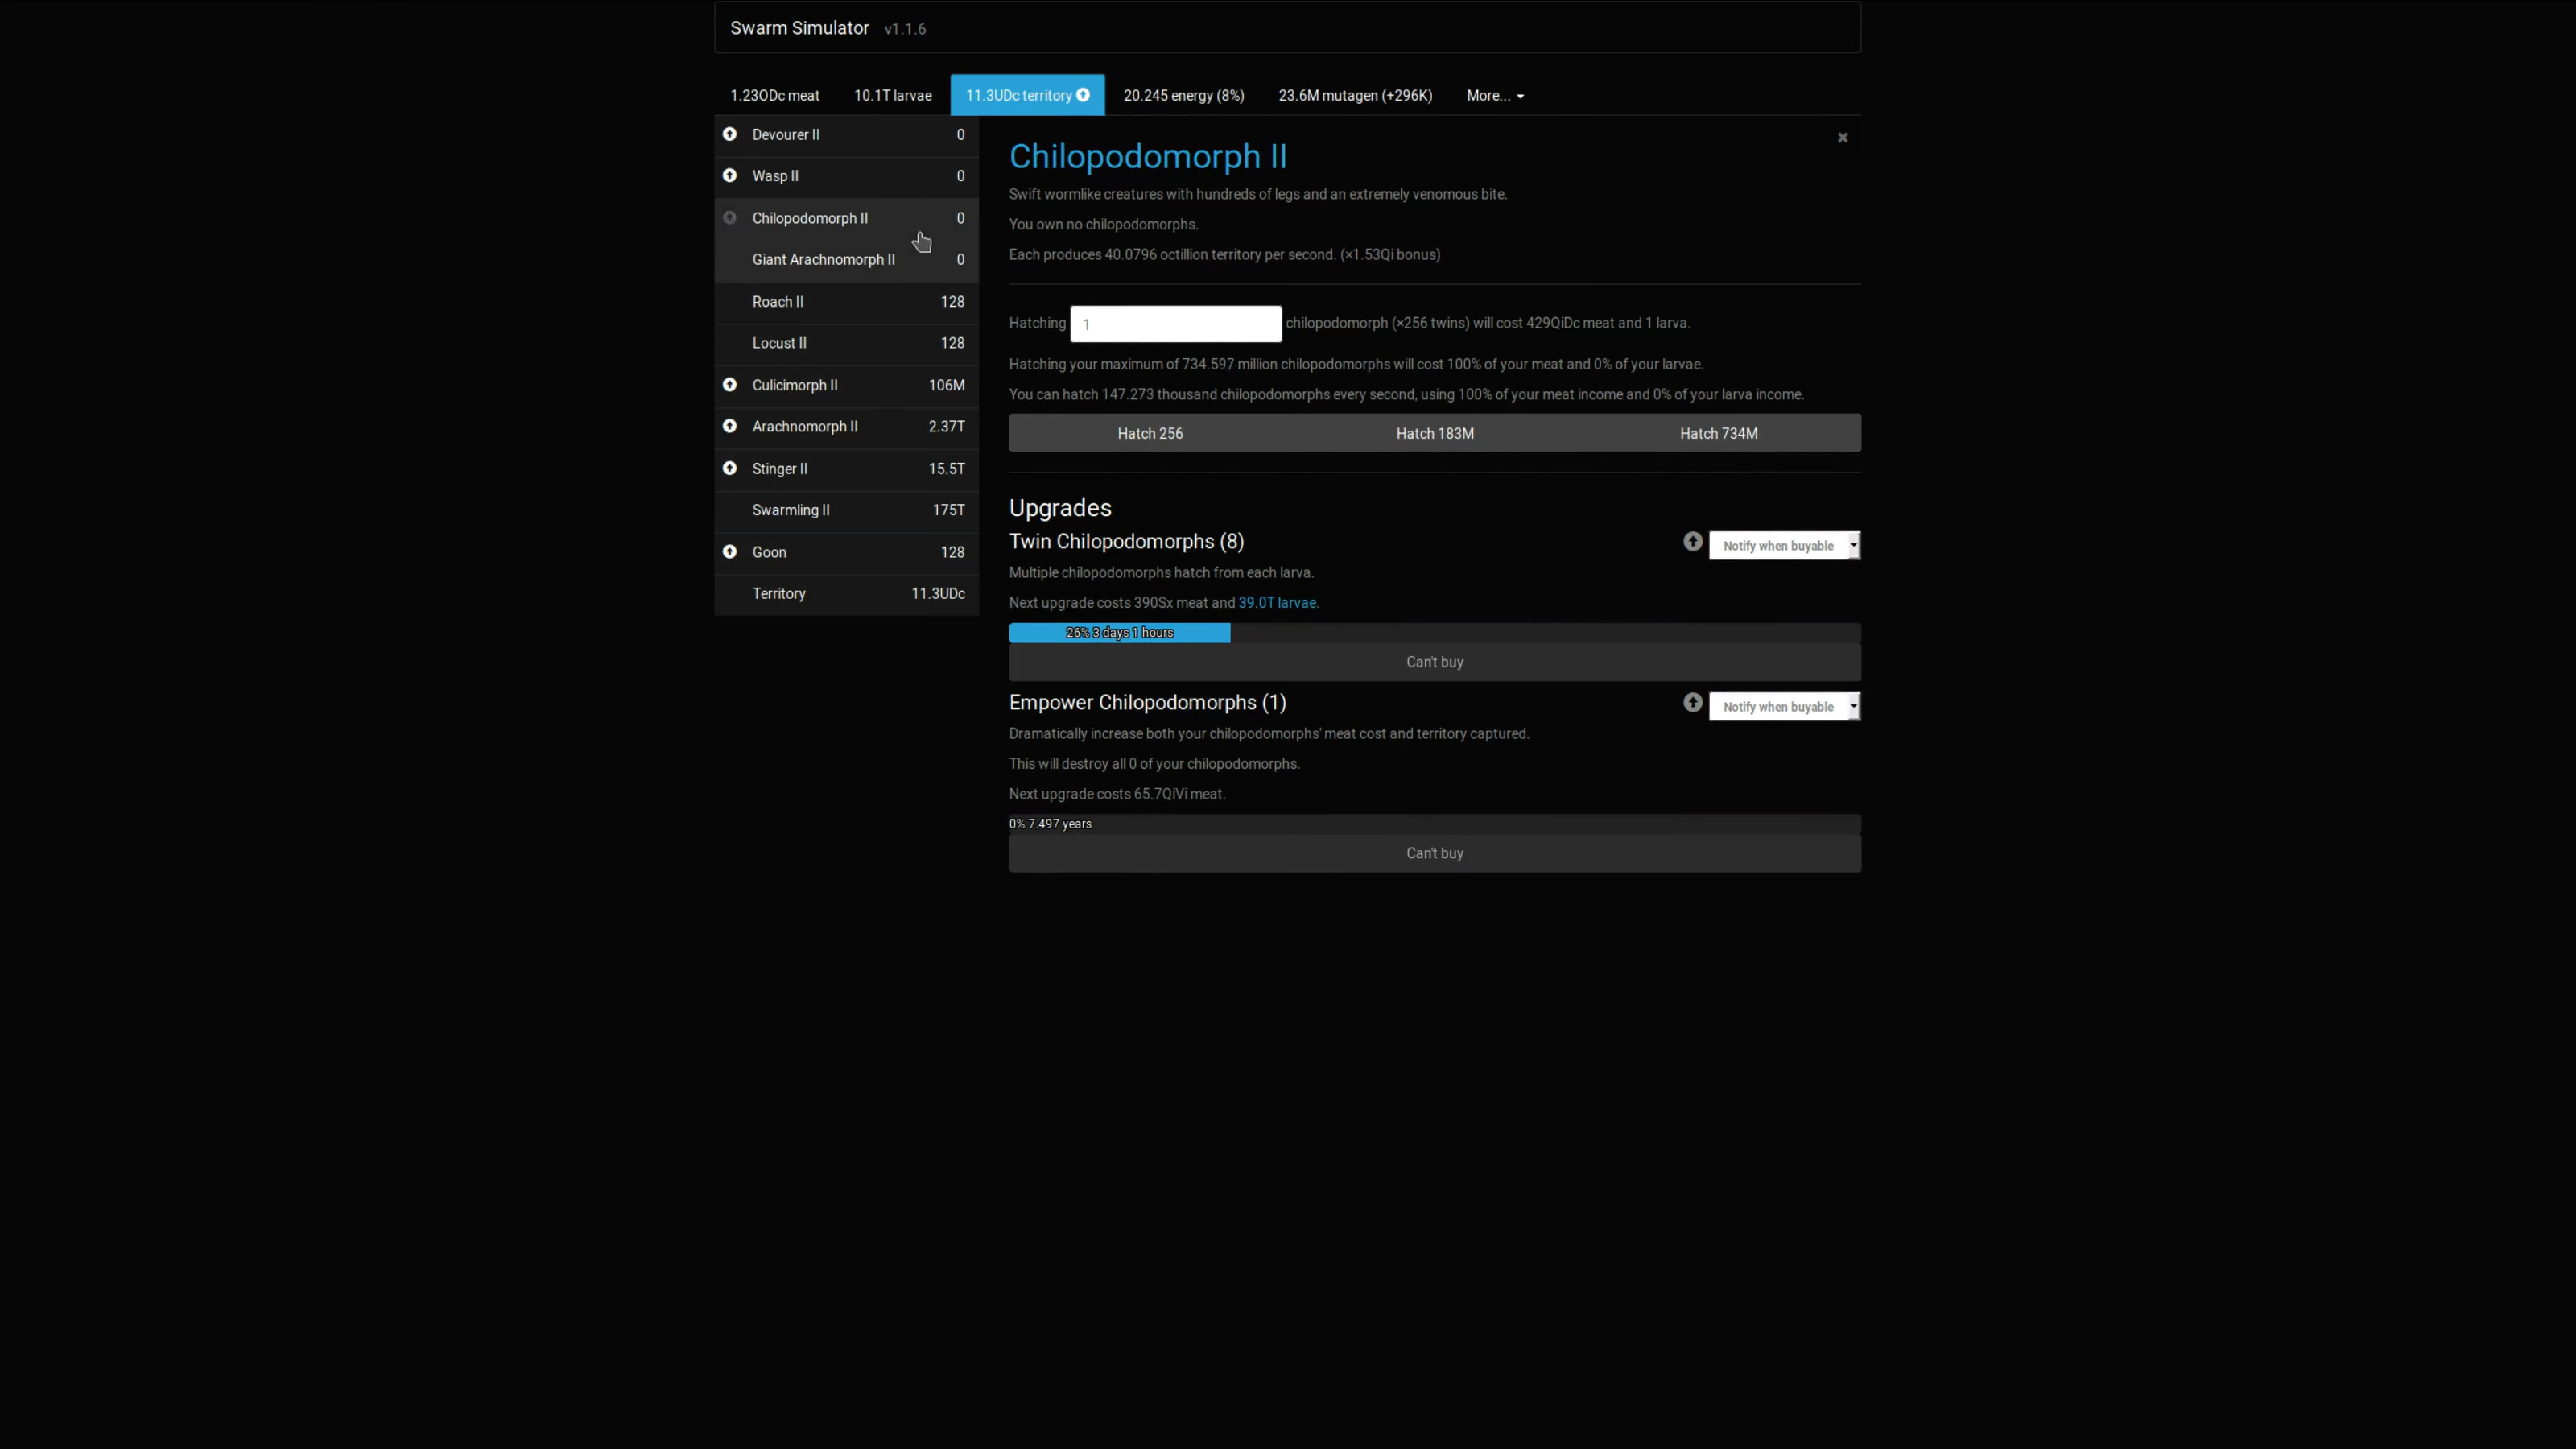 Swarm Simulator v1.1.6
1.23ODc meat 10.1T larvae 11.3UDc territory 20.245 energy (8%) 23.6M mutagen (+296K) More...
Devourer II 0
Wasp II 0
Chilopodomorph II 0
Giant Arachnomorph II 0
Roach II 128
Locust II 128
Culicimorph II 106M
Arachnomorph II 2.37T
Stinger II 15.5T
Swarmling II 175T
Goon 128
Territory 11.3UDc
Chilopodomorph II
Swift wormlike creatures with hundreds of legs and an extremely venomous bite.
You own no chilopodomorphs.
Each produces 40.0796 octillion territory per second. (×1.53Qi bonus)
Hatching 1 chilopodomorph (×256 twins) will cost 429QiDc meat and 1 larva.
Hatching your maximum of 734.597 million chilopodomorphs will cost 100% of your meat and 0% of your larvae.
You can hatch 147.273 thousand chilopodomorphs every second, using 100% of your meat income and 0% of your larva income.
Hatch 256 Hatch 183M Hatch 734M
Upgrades
Twin Chilopodomorphs (8) Notify when buyable
Multiple chilopodomorphs hatch from each larva.
Next upgrade costs 390Sx meat and 39.0T larvae.
26% 3 days 1 hours
Can't buy
Empower Chilopodomorphs (1) Notify when buyable
Dramatically increase both your chilopodomorphs' meat cost and territory captured.
This will destroy all 0 of your chilopodomorphs.
Next upgrade costs 65.7QiVi meat.
0% 7.497 years
Can't buy